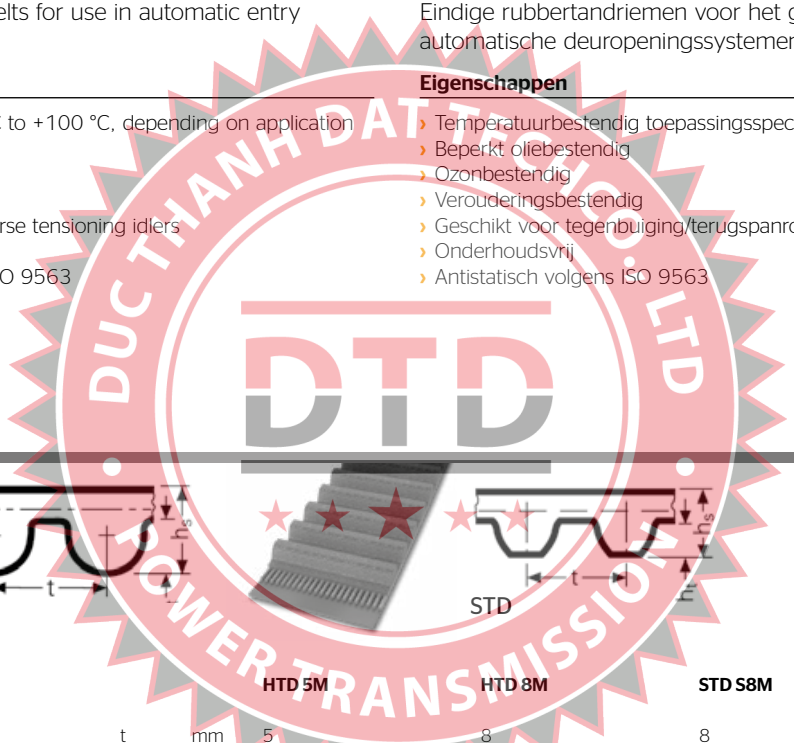 elts for use in automatic entry
to +100 °C, depending on application
rse tensioning idlers
O 9563
Eindige rubbertandriemen voor het g
automatische deuropeningssystemen
Eigenschappen
› Temperatuurbestendig toepassingsspec
› Beperkt oliebestendig
› Ozonbestendig
› Verouderingsbestendig
› Geschikt voor tegenbuiging/terugspanro
› Onderhoudsvrij
› Antistatisch volgens ISO 9563
DUC THANH DAT TECH CO., LTD
DTD
POWER TRANSMISSION
hs
t
STD
t
hs
ht
HTD 5M HTD 8M STD S8M
t mm 5 8 8